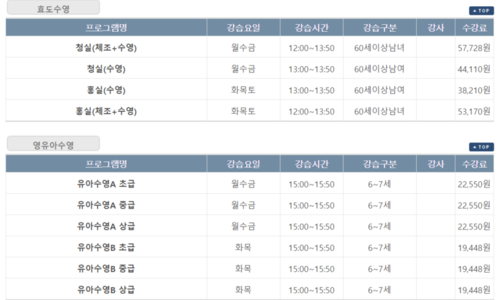 효도수영
▲ TOP
프로그램명 강습요일 강습시간 강습구분 강사 수강료
청실(체조+수영) 월수금 12:00~13:50 60세이상남녀 57,728원
청실(수영) 월수금 13:00~13:50 60세이상남여 44,110원
홍실(수영) 화목토 13:00~13:50 60세이상남여 38,210원
홍실(체조+수영) 화목토 12:00~13:50 60세이상남녀 53,170원
영유아수영
▲ TOP
프로그램명 강습요일 강습시간 강습구분 강사 수강료
유아수영A 초급 월수금 15:00~15:50 6~7세 22,550원
유아수영A 중급 월수금 15:00~15:50 6~7세 22,550원
유아수영A 상급 월수금 15:00~15:50 6~7세 22,550원
유아수영B 초급 화목 15:00~15:50 6~7세 19,448원
유아수영B 중급 화목 15:00~15:50 6~7세 19,448원
유아수영B 상급 화목 15:00~15:50 6~7세 19,448원